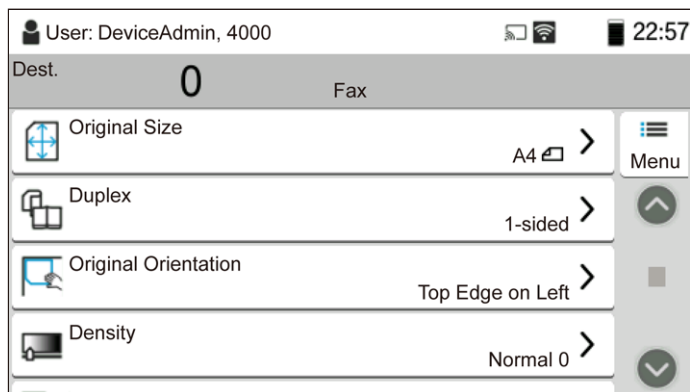 User: DeviceAdmin, 4000
22:57
Dest.
0
Fax
Original Size
A4
Menu
Duplex
1-sided
Original Orientation
Top Edge on Left
Density
Normal 0